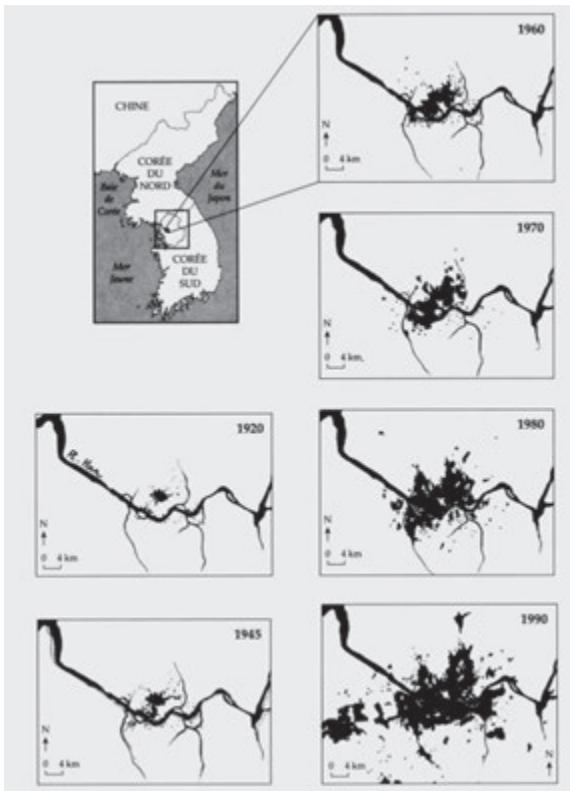 1960
N
0 4 km
CHINE
CORÉE
DU
NORD
Mer
du
Japon
Baie
de
Corée
Mer
Jaune
CORÉE
DU
SUD
1970
N
0 4 km.
1920
R. Han
N
0 4 km
1980
N
0 4 km
1945
N
0 4 km
1990
0 4 km
N